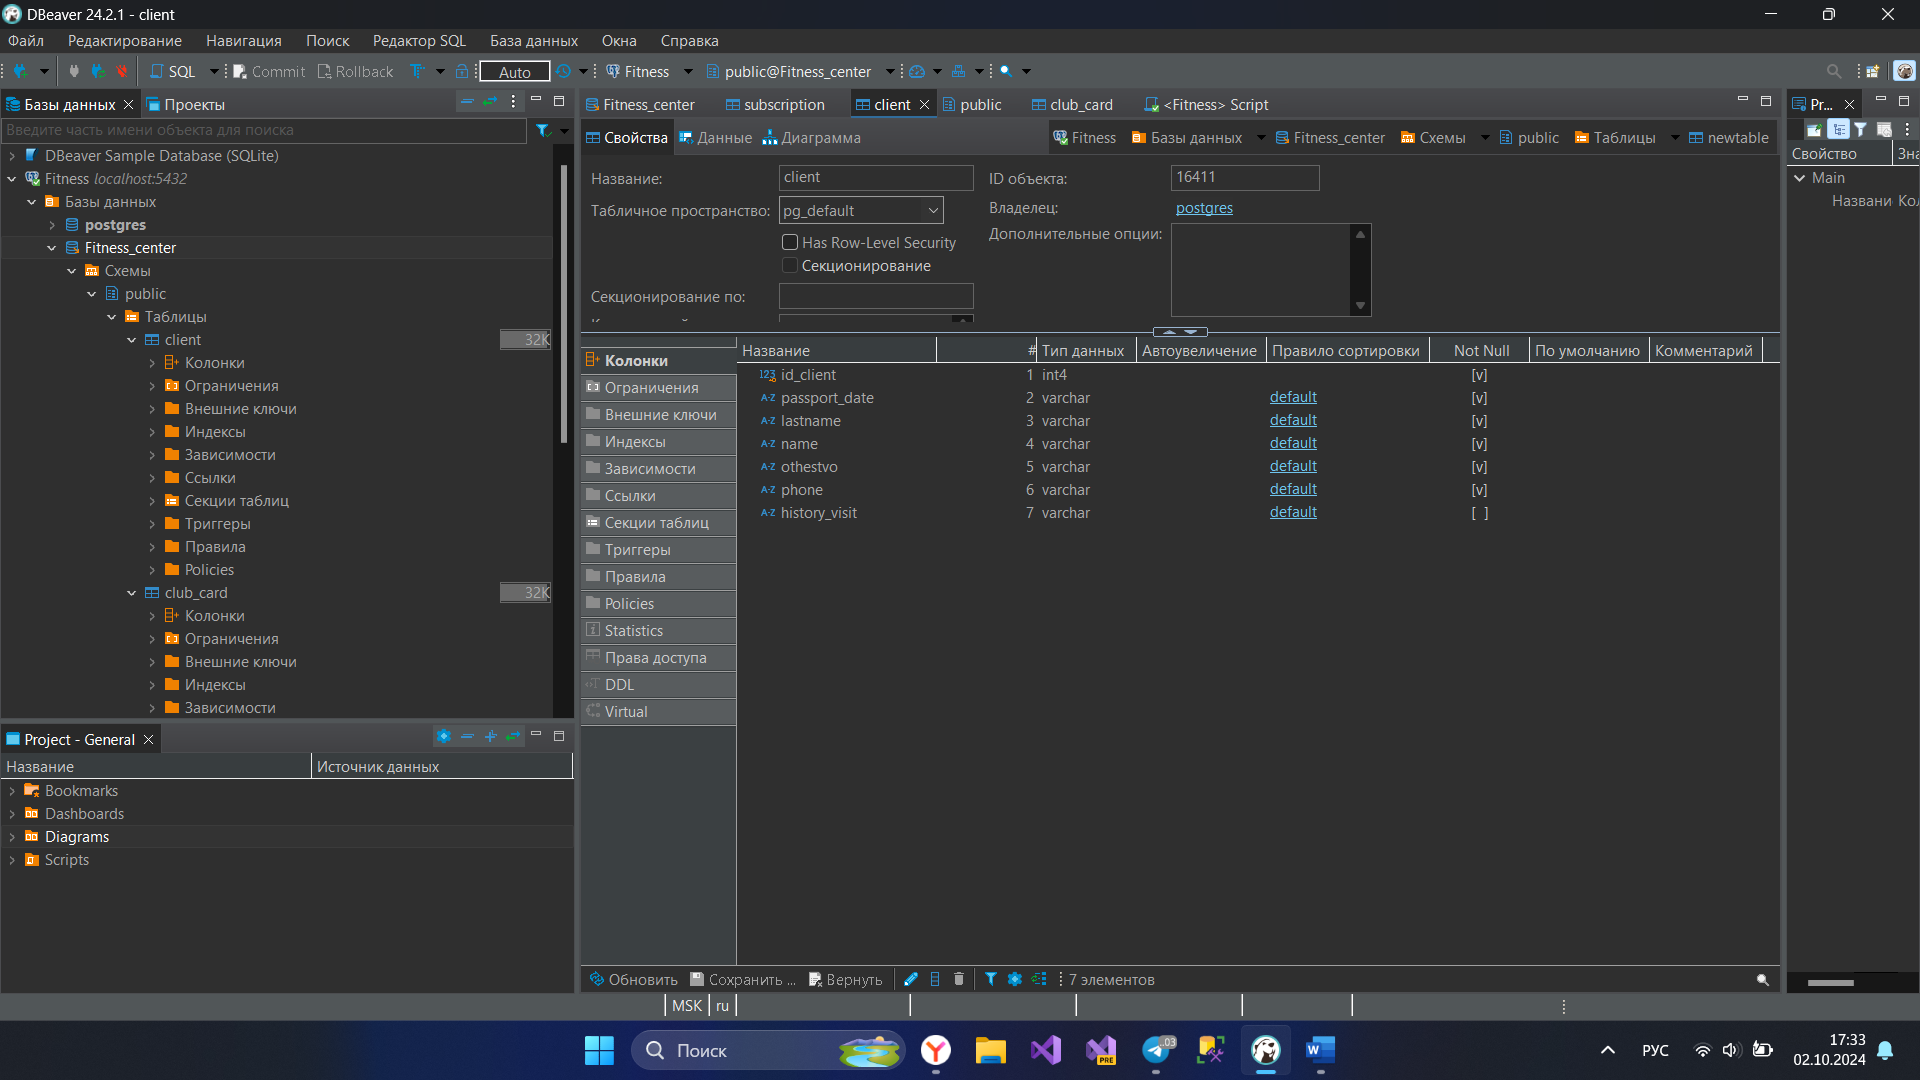 DBeaver 24.2.1 - client
Файл Редактирование Навигация Поиск Редактор SQL База данных Окна Справка
SQL Commit Rollback Auto Fitness public@Fitness_center
Базы данных Проекты
Введите часть имени объекта для поиска
DBeaver Sample Database (SQLite)
Fitness localhost:5432
Базы данных
postgres
Fitness_center
Схемы
public
Таблицы
client 32K
Колонки
Ограничения
Внешние ключи
Индексы
Зависимости
Ссылки
Секции таблиц
Триггеры
Правила
Policies
club_card 32K
Колонки
Ограничения
Внешние ключи
Индексы
Зависимости
Project - General
Название Источник данных
Bookmarks
Dashboards
Diagrams
Scripts
Fitness_center subscription client public club_card <Fitness> Script
Свойства Данные Диаграмма Fitness Базы данных Fitness_center Схемы public Таблицы newtable
Название: client
Табличное пространство: pg_default
Has Row-Level Security
Секционирование
Секционирование по:
ID объекта: 16411
Владелец: postgres
Дополнительные опции:
Колонки
Ограничения
Внешние ключи
Индексы
Зависимости
Ссылки
Секции таблиц
Триггеры
Правила
Policies
Statistics
Права доступа
DDL
Virtual
Название # Тип данных Автоувеличение Правило сортировки Not Null По умолчанию Комментарий
123 id_client 1 int4 [v]
A-Z passport_date 2 varchar default [v]
A-Z lastname 3 varchar default [v]
A-Z name 4 varchar default [v]
A-Z othestvo 5 varchar default [v]
A-Z phone 6 varchar default [v]
A-Z history_visit 7 varchar default [ ]
Обновить Сохранить ... Вернуть 7 элементов
Pr...
Свойство Зна
Main
Названи Кол
MSK ru
Поиск
PRE
..03
РУС
17:33
02.10.2024